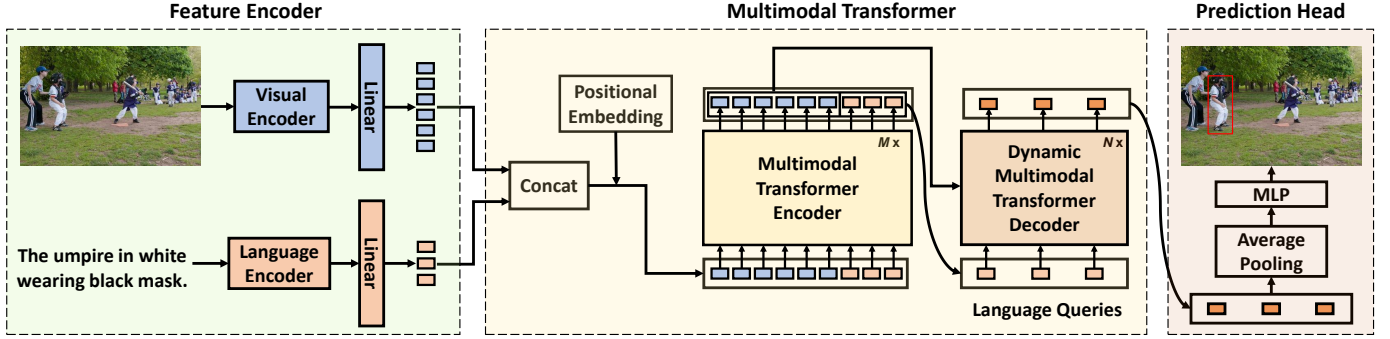 Feature Encoder
Visual
Encoder
Linear
The umpire in white
wearing black mask.
Language
Encoder
Linear
Multimodal Transformer
Positional
Embedding
Concat
M x
Multimodal
Transformer
Encoder
N x
Dynamic
Multimodal
Transformer
Decoder
Language Queries
Prediction Head
MLP
Average
Pooling